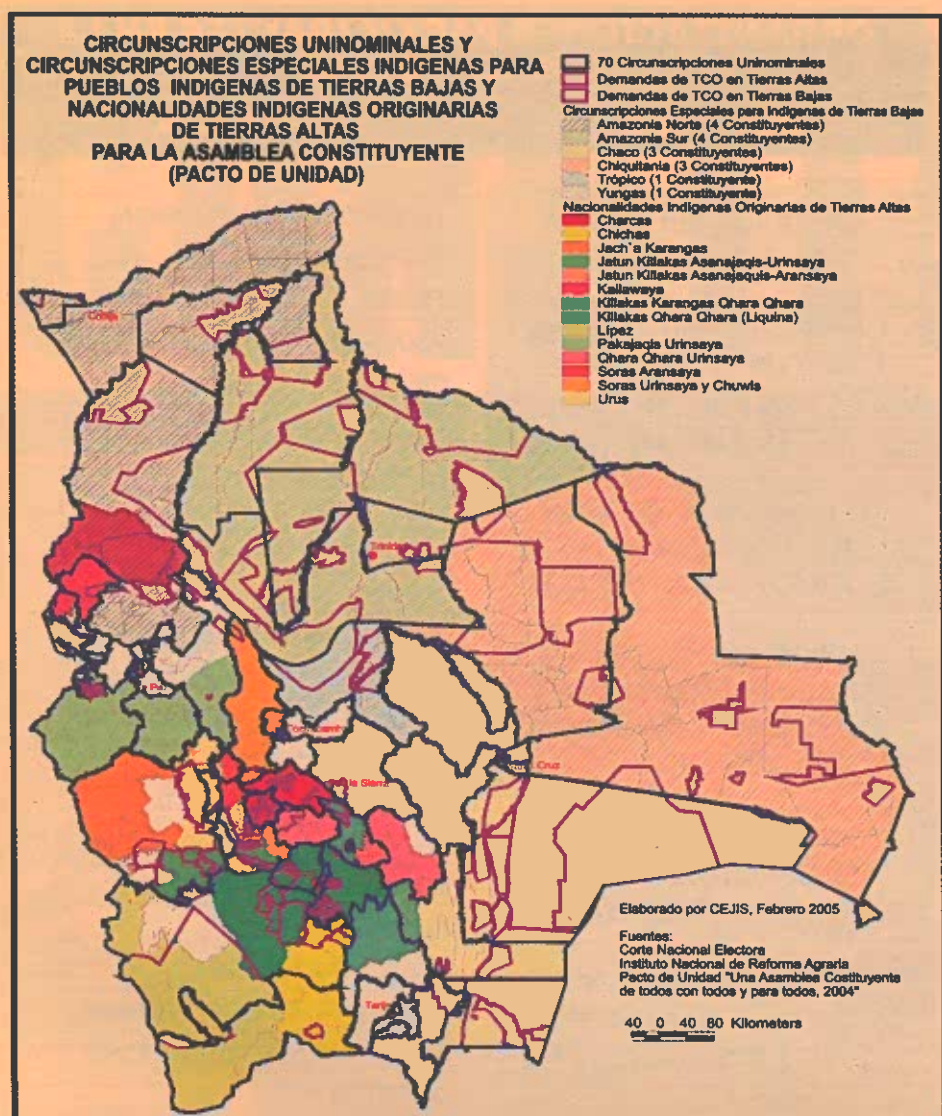 CIRCUNSCRIPCIONES UNINOMINALES Y
CIRCUNSCRIPCIONES ESPECIALES INDIGENAS PARA
PUEBLOS INDIGENAS DE TIERRAS BAJAS Y
NACIONALIDADES INDIGENAS ORIGINARIAS
DE TIERRAS ALTAS
PARA LA ASAMBLEA CONSTITUYENTE
(PACTO DE UNIDAD)
70 Circunscripciones Uninominales
Demandas de TCO en Tierras Altas
Demandas de TCO en Tierras Bajas
Circunscripciones Especiales para Indigenas de Tierras Bajas
Amazonia Norte (4 Constituyentes)
Amazonia Sur (4 Constituyentes)
Chaco (3 Constituyentes)
Chiquitania (3 Constituyentes)
Trópico (1 Constituyente)
Yungas (1 Constituyente)
Nacionalidades Indigenas Originarias de Tierras Altas
Charcas
Chichas
Jach´a Karangas
Jatun Killakas Asanajaqis-Urinsaya
Jatun Killakas Asanajaquis-Aransaya
Kallawaya
Killakas Karangas Qhara Qhara
Killakas Qhara Qhara (Liquina)
Lípez
Pakajaqis Urinsaya
Qhara Qhara Urinsaya
Soras Aransaya
Soras Urinsaya y Chuwis
Urus
Cobija
Trinidad
Cruz
la Sierra
Tarija
Elaborado por CEJIS, Febrero 2005
Fuentes:
Corte Nacional Electora
Instituto Nacional de Reforma Agraria
Pacto de Unidad "Una Asamblea Costituyente
de todos con todos y para todos, 2004"
40 0 40 80 Kilometers